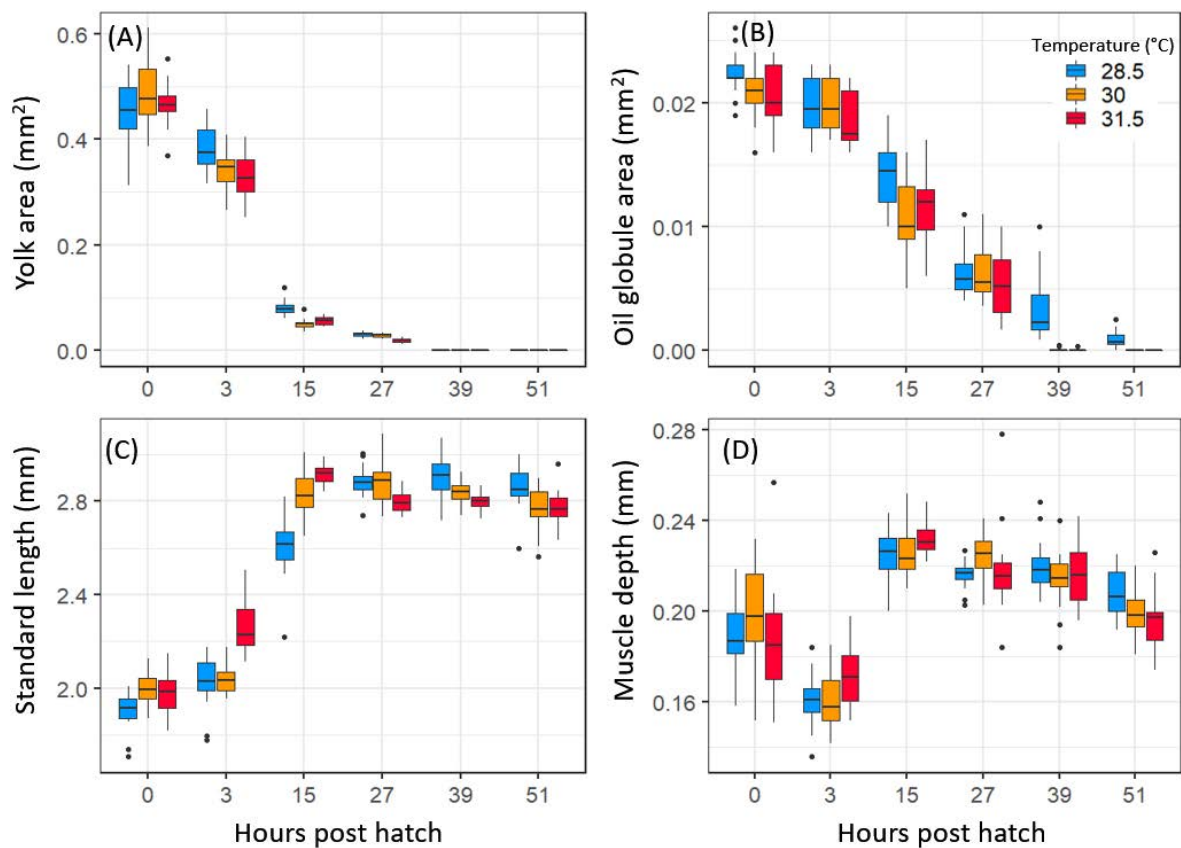 (A)
Yolk area (mm²)
0.6
0.4
0.2
0.0
0 3 15 27 39 51
(B)
Oil globule area (mm²)
0.02
0.01
0.00
0 3 15 27 39 51
Temperature (°C)
28.5
30
31.5
(C)
Standard length (mm)
2.8
2.4
2.0
0 3 15 27 39 51
Hours post hatch
(D)
Muscle depth (mm)
0.28
0.24
0.20
0.16
0 3 15 27 39 51
Hours post hatch